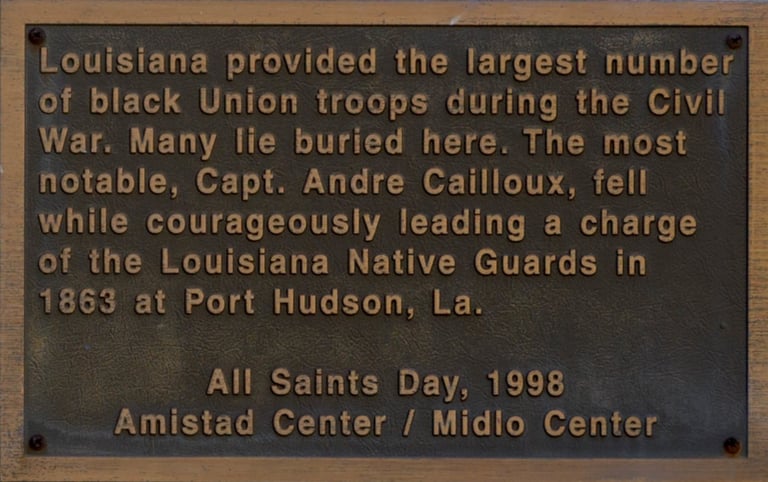 Louisiana provided the largest number
of black Union troops during the Civil
War. Many lie buried here. The most
notable, Capt. Andre Cailloux, fell
while courageously leading a charge
of the Louisiana Native Guards in
1863 at Port Hudson, La.
All Saints Day, 1998
Amistad Center / Midlo Center